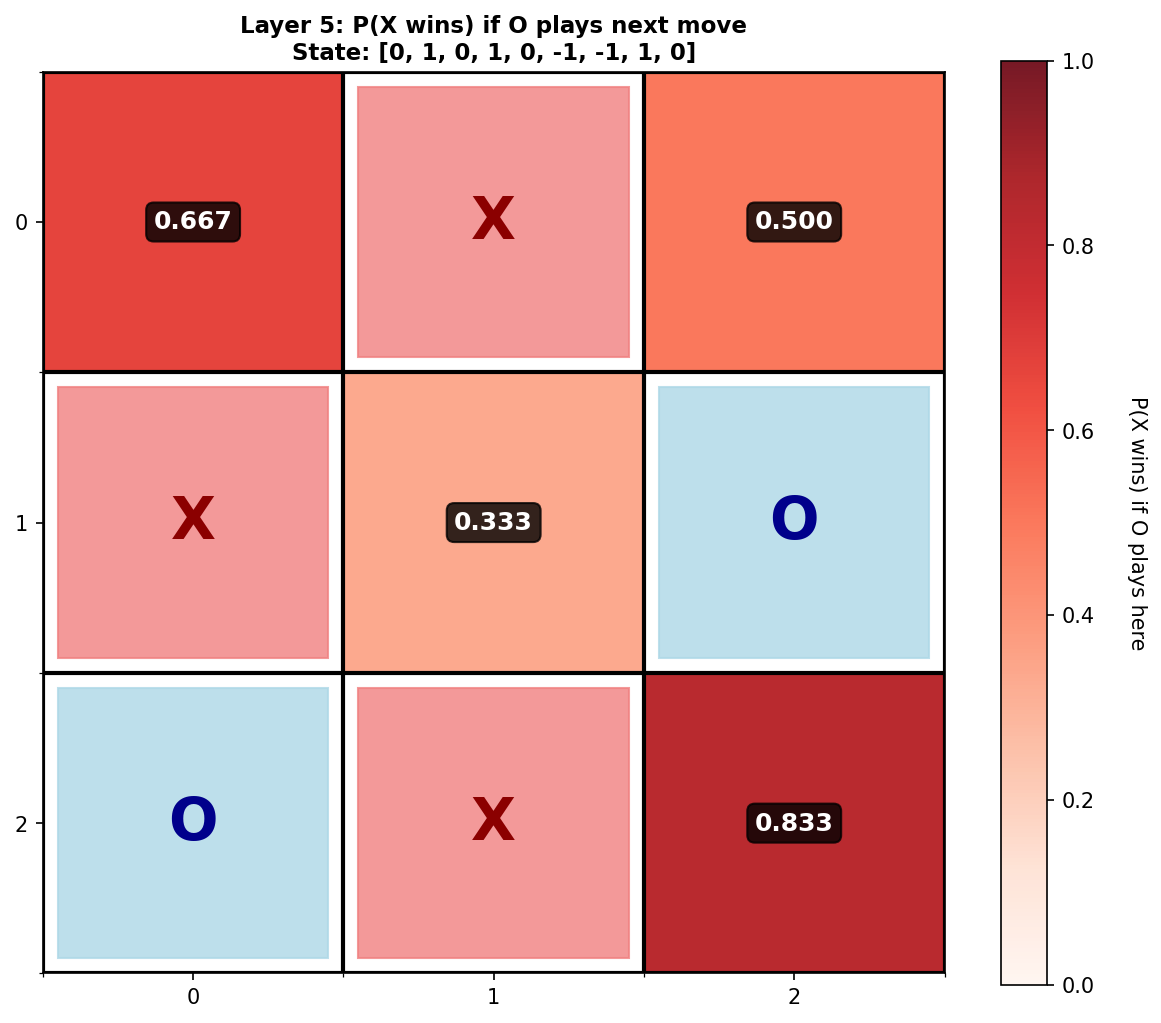 Layer 5: P(X wins) if O plays next move
State: [0, 1, 0, 1, 0, -1, -1, 1, 0]
0
0.667
X
0.500
1
X
0.333
O
2
O
X
0.833
0
1
2
1.0
0.8
0.6
0.4
0.2
0.0
P(X wins) if O plays here